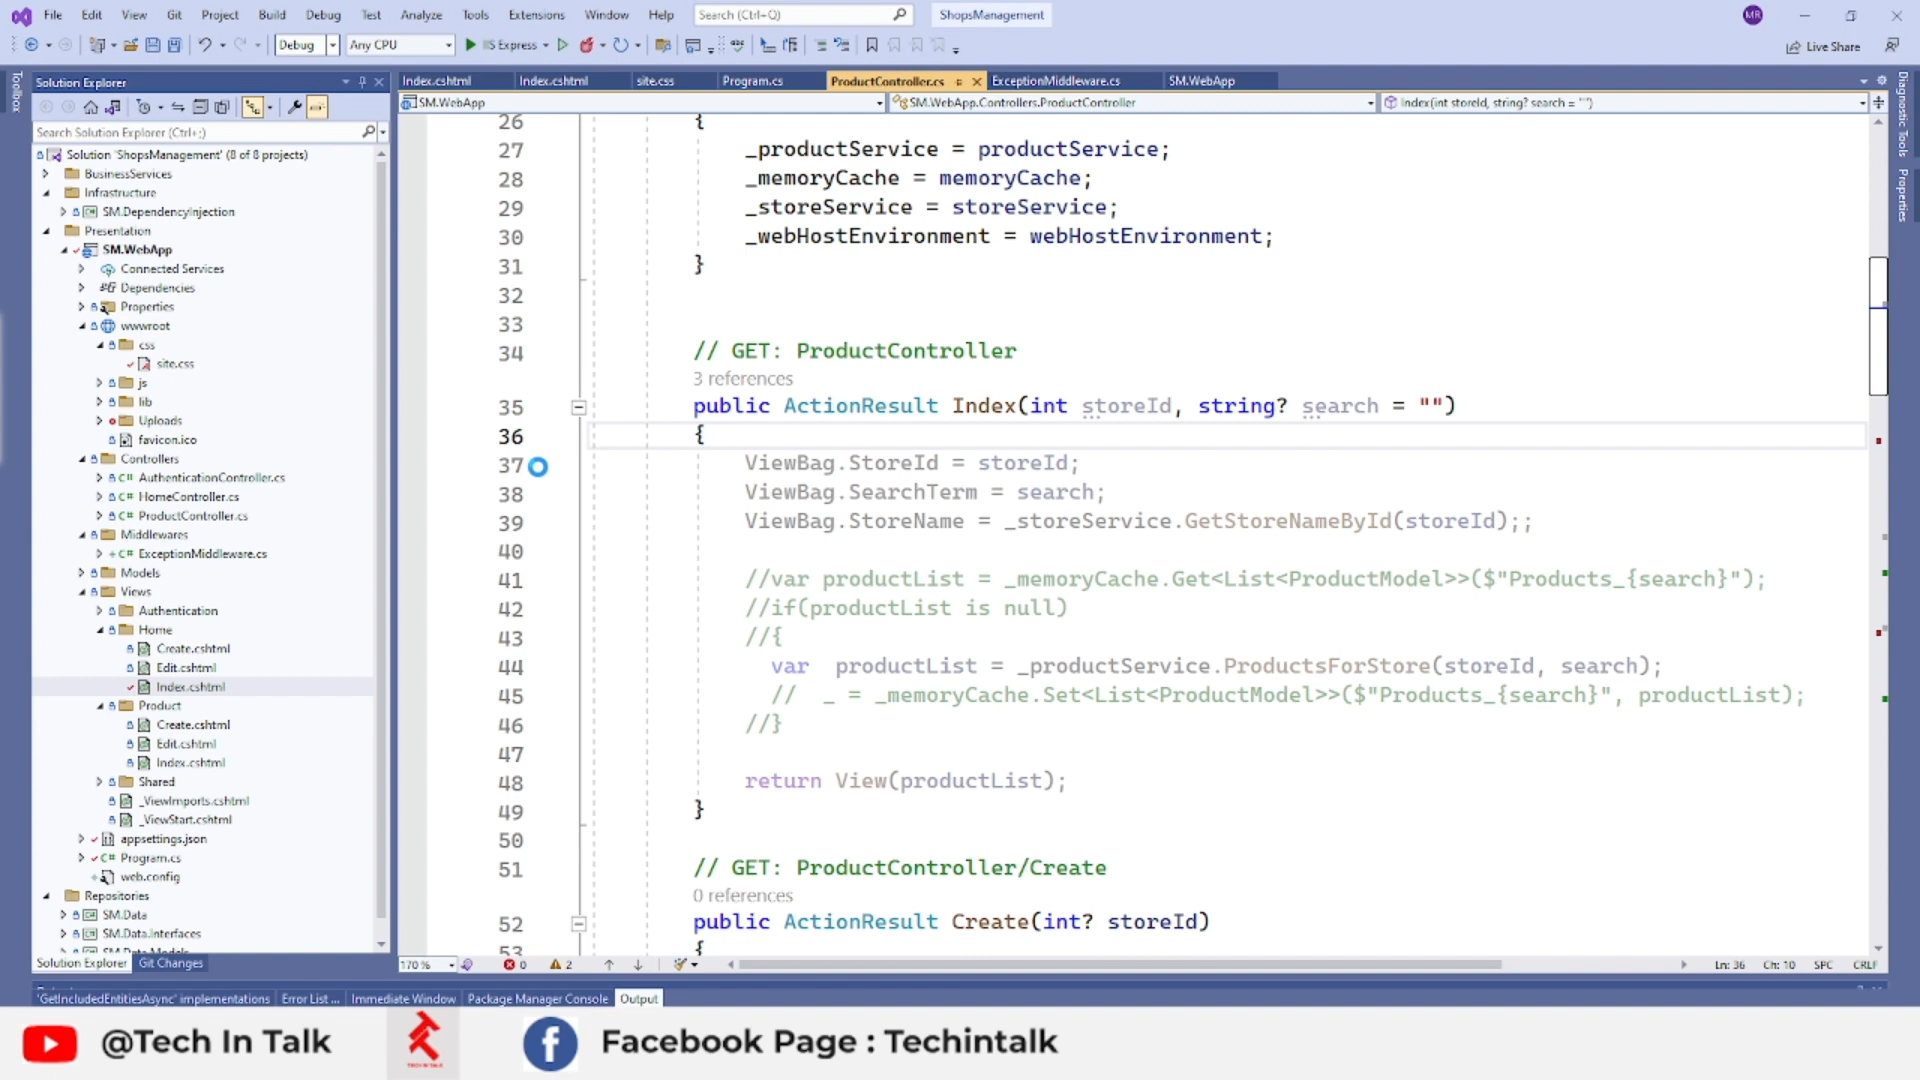 File Edit View Git Project Build Debug Test Analyze Tools Extensions Window Help Search (Ctrl+Q) ShopsManagement MR
Debug Any CPU IIS Express Live Share
Toolbox
Solution Explorer
Search Solution Explorer (Ctrl+;)
Solution 'ShopsManagement' (8 of 8 projects)
BusinessServices
Infrastructure
SM.DependencyInjection
Presentation
SM.WebApp
Connected Services
Dependencies
Properties
wwwroot
css
site.css
js
lib
Uploads
favicon.ico
Controllers
AuthenticationController.cs
HomeController.cs
ProductController.cs
Middlewares
ExceptionMiddleware.cs
Models
Views
Authentication
Home
Create.cshtml
Edit.cshtml
Index.cshtml
Product
Create.cshtml
Edit.cshtml
Index.cshtml
Shared
_ViewImports.cshtml
_ViewStart.cshtml
appsettings.json
Program.cs
web.config
Repositories
SM.Data
SM.Data.Interfaces
SM.Data.Models
Solution Explorer Git Changes
Index.cshtml Index.cshtml site.css Program.cs ProductController.cs ExceptionMiddleware.cs SM.WebApp
SM.WebApp SM.WebApp.Controllers.ProductController Index(int storeId, string? search = "")
26 {
27 _productService = productService;
28 _memoryCache = memoryCache;
29 _storeService = storeService;
30 _webHostEnvironment = webHostEnvironment;
31 }
32
33
34 // GET: ProductController
3 references
35 public ActionResult Index(int storeId, string? search = "")
36 {
37 ViewBag.StoreId = storeId;
38 ViewBag.SearchTerm = search;
39 ViewBag.StoreName = _storeService.GetStoreNameById(storeId);;
40
41 //var productList = _memoryCache.Get<List<ProductModel>>($"Products_{search}");
42 //if(productList is null)
43 //{
44 var  productList = _productService.ProductsForStore(storeId, search);
45 // _ = _memoryCache.Set<List<ProductModel>>($"Products_{search}", productList);
46 //}
47
48 return View(productList);
49 }
50
51 // GET: ProductController/Create
0 references
52 public ActionResult Create(int? storeId)
53 {
170 % 0 2 Ln: 36 Ch: 10 SPC CRLF
Diagnostic Tools
Properties
'GetIncludedEntitiesAsync' implementations Error List ... Immediate Window Package Manager Console Output
@Tech In Talk TECH IN TALK Facebook Page : Techintalk